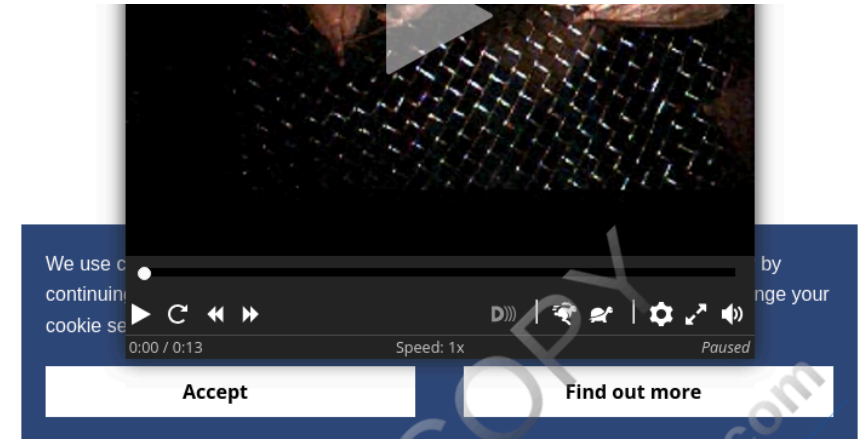 We use c by
continuin nge your
cookie se
D
0:00 / 0:13 Speed: 1x Paused
Accept Find out more
COPY
com